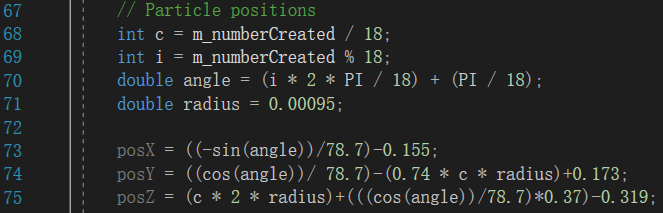 67 // Particle positions
68 int c = m_numberCreated / 18;
69 int i = m_numberCreated % 18;
70 double angle = (i * 2 * PI / 18) + (PI / 18);
71 double radius = 0.00095;
72
73 posX = ((-sin(angle))/78.7)-0.155;
74 posY = ((cos(angle))/ 78.7)-(0.74 * c * radius)+0.173;
75 posZ = (c * 2 * radius)+(((cos(angle))/78.7)*0.37)-0.319;